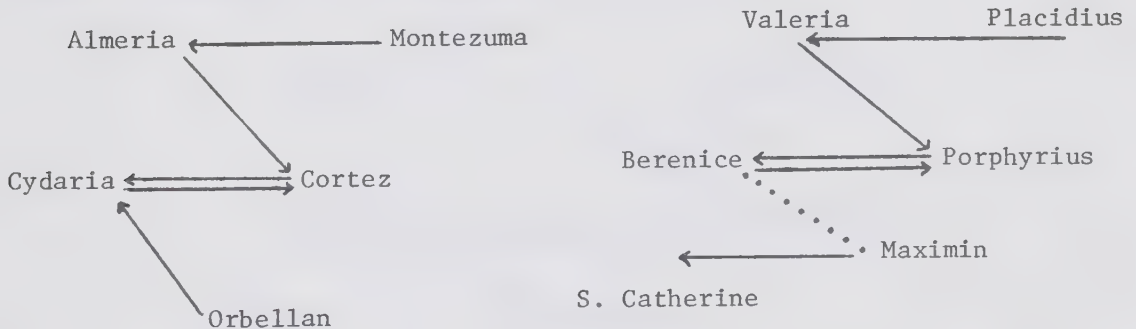 Almeria Montezuma
Cydaria Cortez
Orbellan
Valeria Placidius
Berenice Porphyrius
Maximin
S. Catherine